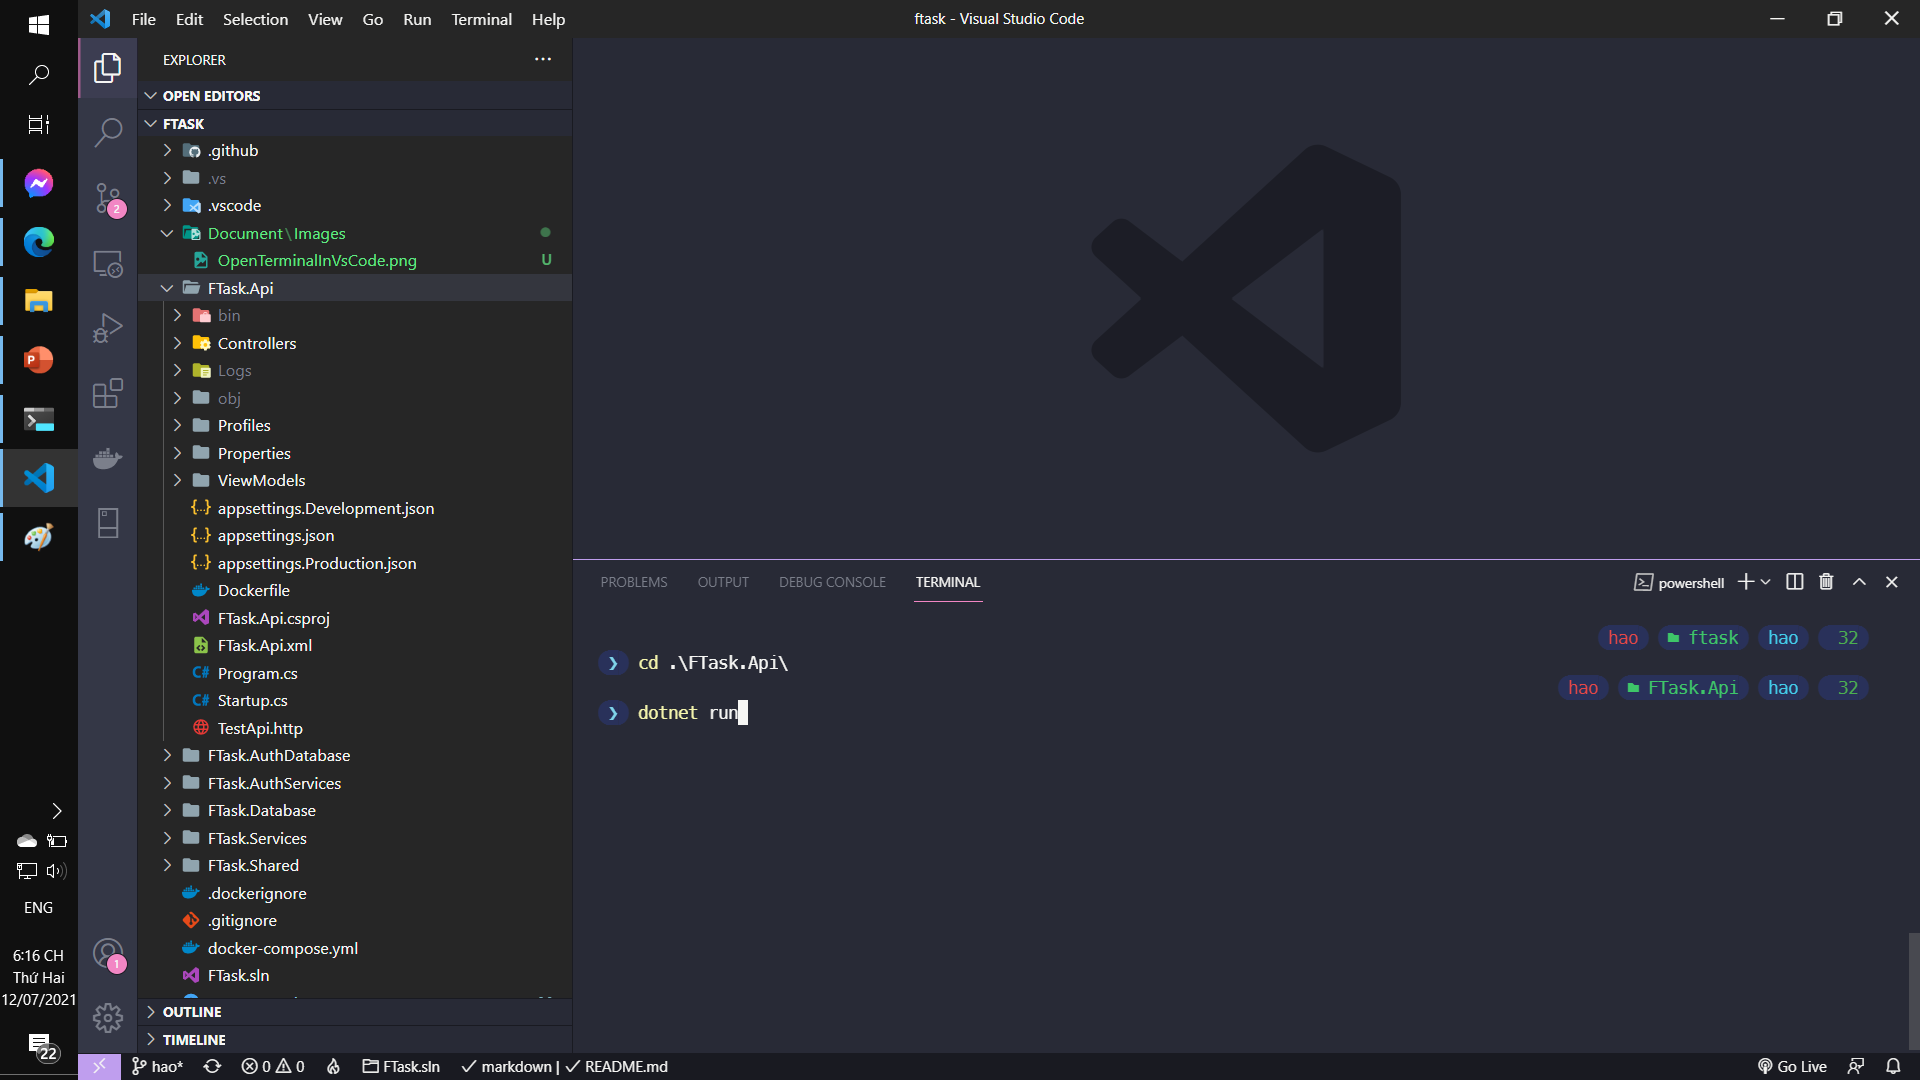 File Edit Selection View Go Run Terminal Help
ftask - Visual Studio Code
EXPLORER
OPEN EDITORS
FTASK
.github
.vs
.vscode
Document\Images
OpenTerminalInVsCode.png U
FTask.Api
bin
Controllers
Logs
obj
Profiles
Properties
ViewModels
{..} appsettings.Development.json
{..} appsettings.json
{..} appsettings.Production.json
Dockerfile
FTask.Api.csproj
FTask.Api.xml
C# Program.cs
C# Startup.cs
TestApi.http
FTask.AuthDatabase
FTask.AuthServices
FTask.Database
FTask.Services
FTask.Shared
.dockerignore
.gitignore
docker-compose.yml
FTask.sln
OUTLINE
TIMELINE
2
1
PROBLEMS OUTPUT DEBUG CONSOLE TERMINAL
powershell
hao ftask hao 32
❯ cd .\FTask.Api\
hao FTask.Api hao 32
❯ dotnet run
ENG
6:16 CH
Thứ Hai
12/07/2021
22
hao* 0 0 FTask.sln markdown | README.md
Go Live